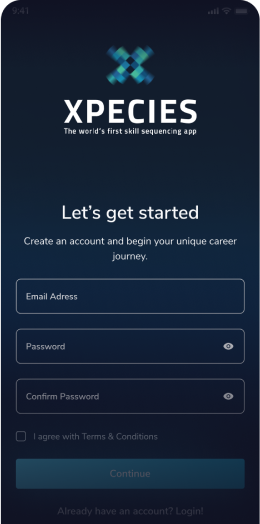 9:41
XPECIES
The world's first skill sequencing app
Let's get started
Create an account and begin your unique career
journey.
Email Adress
Password
Confirm Password
I agree with Terms & Conditions
Continue
Already have an account? Login!